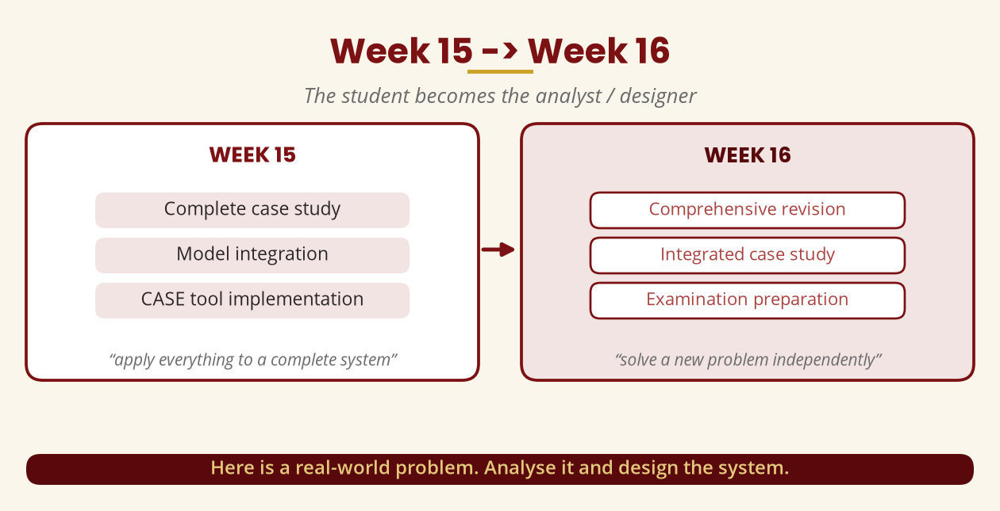 Week 15 -> Week 16
The student becomes the analyst / designer
WEEK 15
Complete case study
Model integration
CASE tool implementation
“apply everything to a complete system”
WEEK 16
Comprehensive revision
Integrated case study
Examination preparation
“solve a new problem independently”
Here is a real-world problem. Analyse it and design the system.